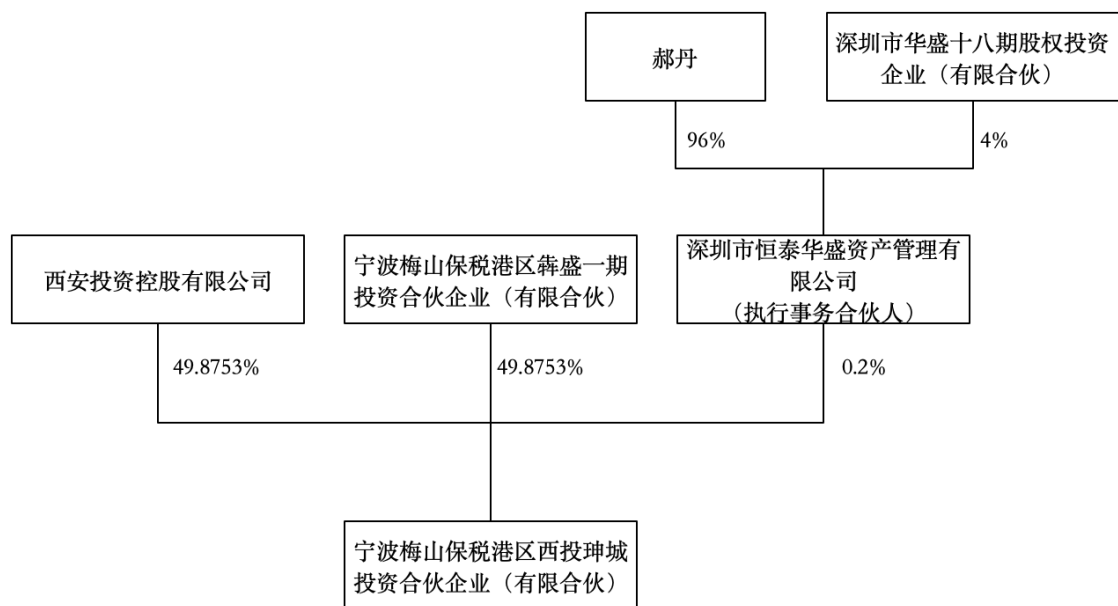 郝丹
深圳市华盛十八期股权投资
企业（有限合伙）
96%
4%
西安投资控股有限公司
宁波梅山保税港区犇盛一期
投资合伙企业（有限合伙）
深圳市恒泰华盛资产管理有
限公司
（执行事务合伙人）
49.8753%
49.8753%
0.2%
宁波梅山保税港区西投珅城
投资合伙企业（有限合伙）